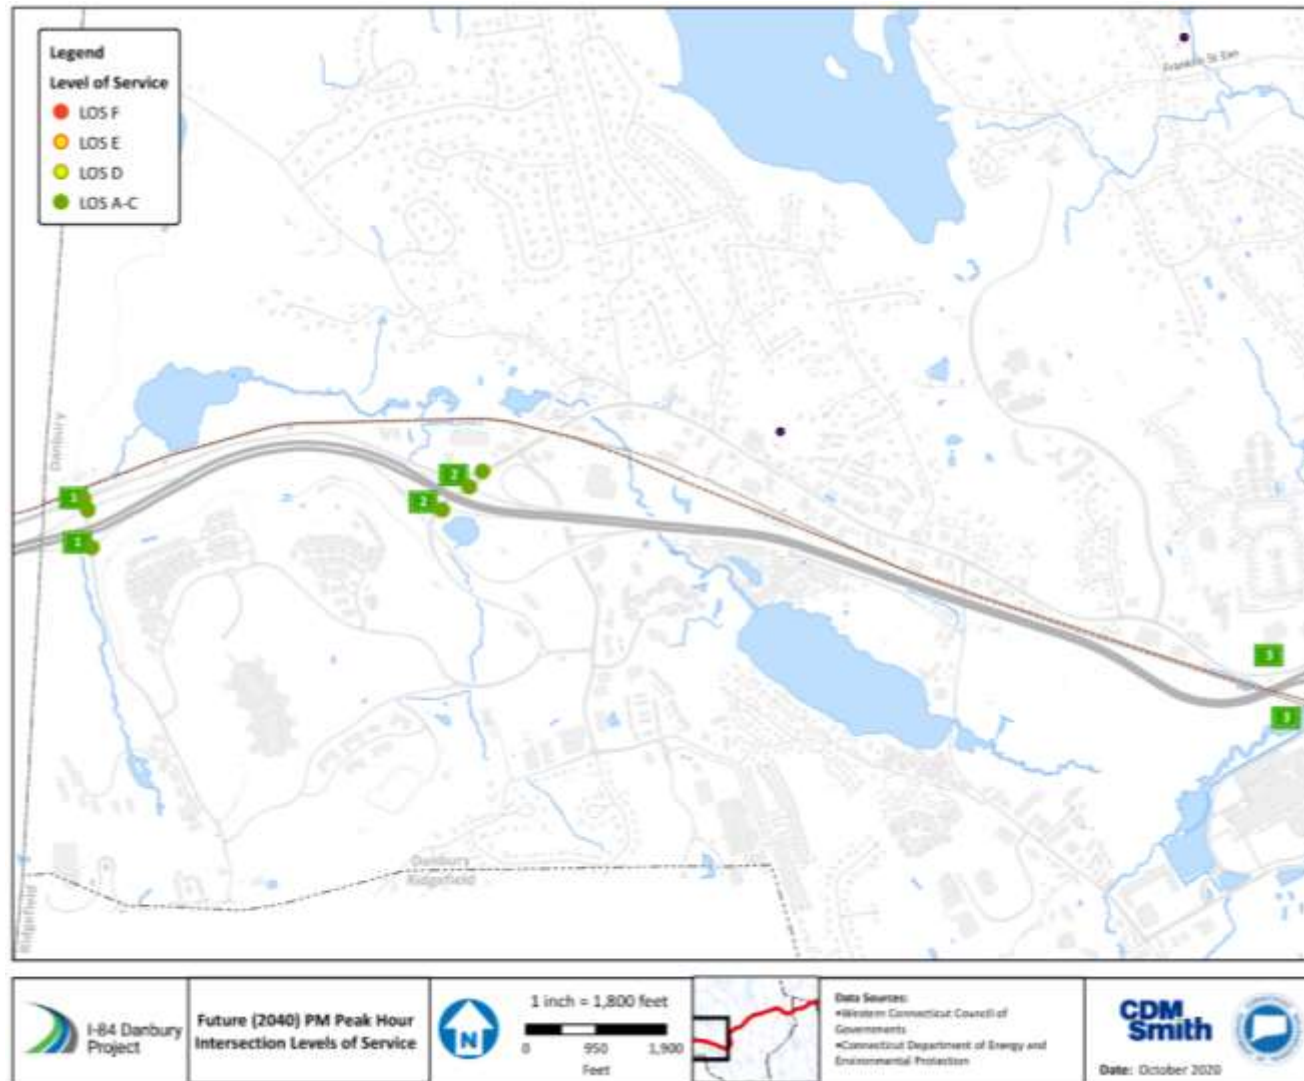 Legend
Level of Service
LOS F
LOS E
LOS D
LOS A-C
Franklin St Exn
Danbury
1
1
2
2
3
3
Danbury
Ridgefield
Ridgefield
I-84 Danbury
Project
Future (2040) PM Peak Hour
Intersection Levels of Service
N
1 inch = 1,800 feet
0 950 1,900
Feet
Data Sources:
•Western Connecticut Council of
Governments
•Connecticut Department of Energy and
Environmental Protection
CDM
Smith
Date: October 2020